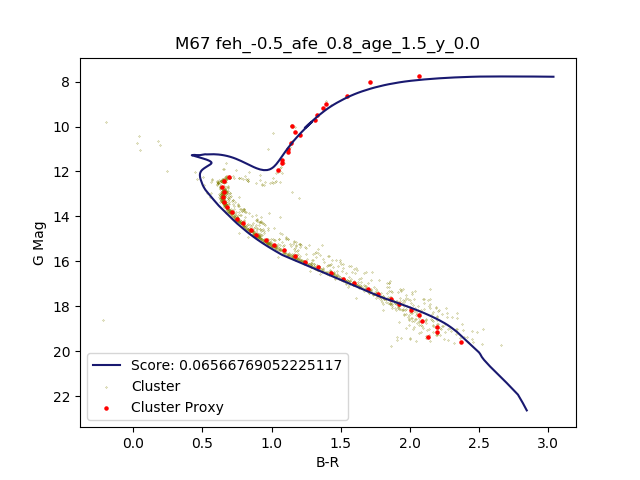 M67 feh_-0.5_afe_0.8_age_1.5_y_0.0
8
10
12
14
16
18
20
22
G Mag
Score: 0.06566769052225117
Cluster
Cluster Proxy
0.0 0.5 1.0 1.5 2.0 2.5 3.0
B-R